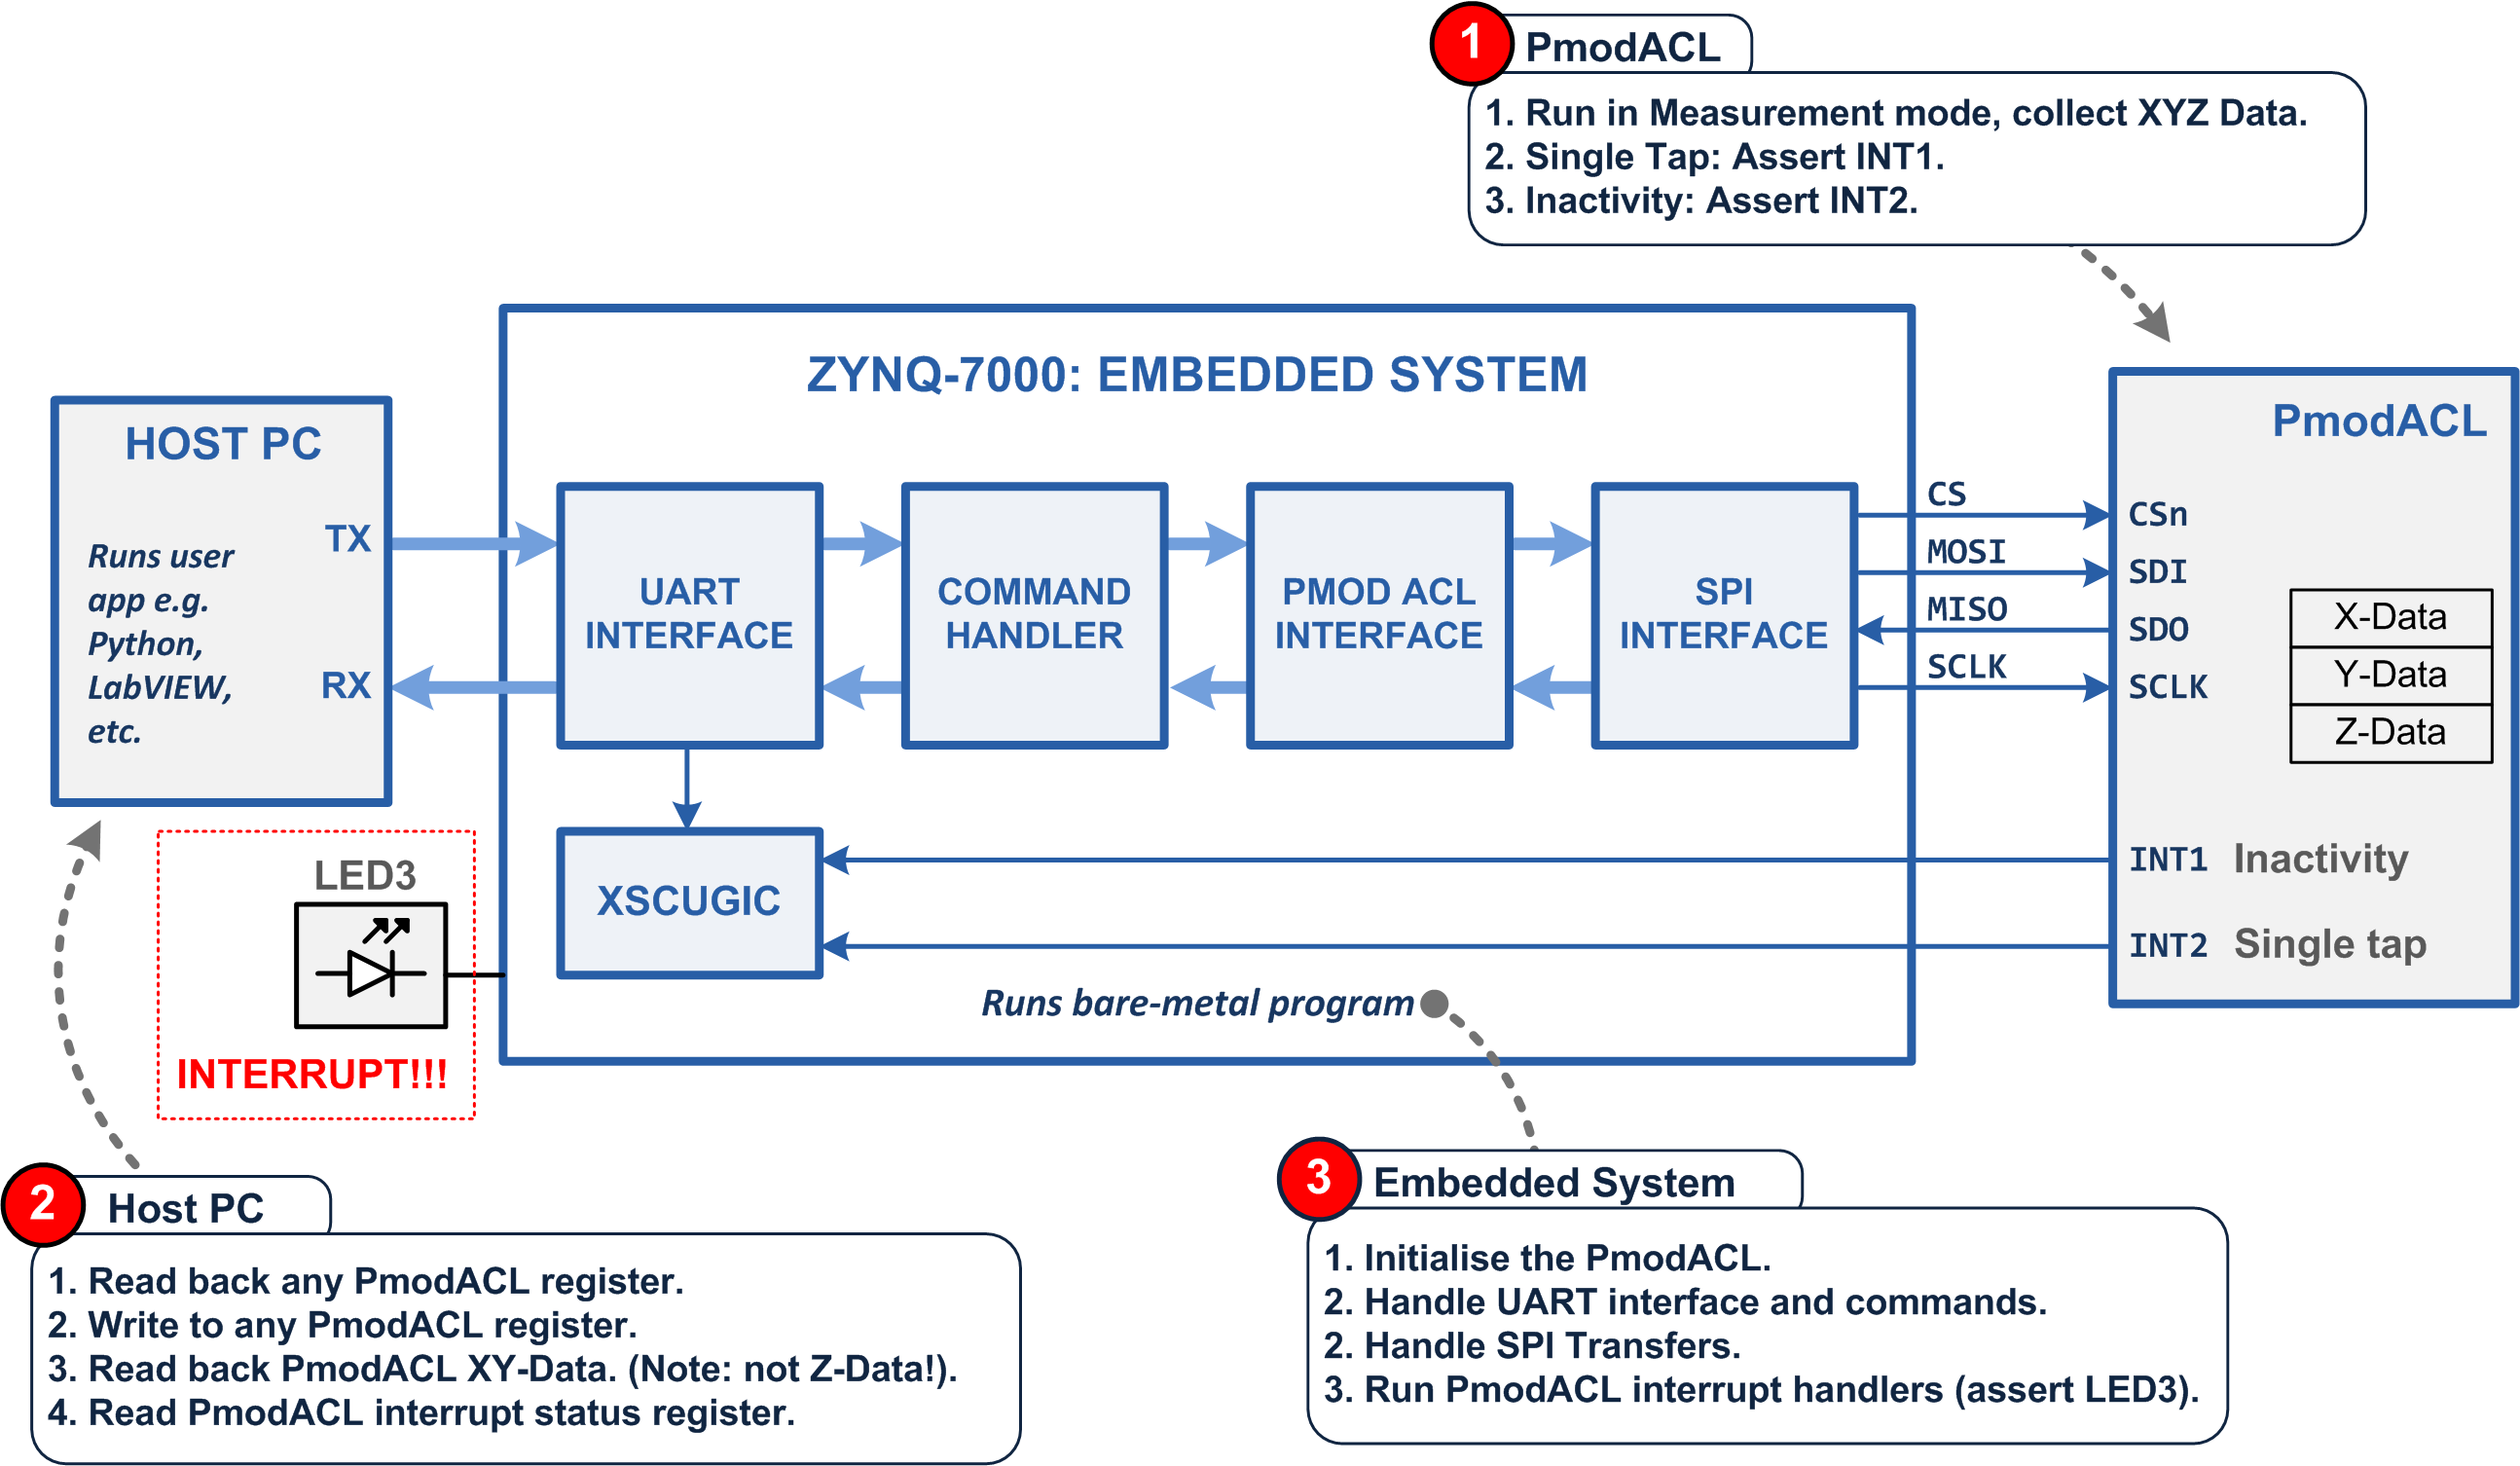 1
PmodACL
1. Run in Measurement mode, collect XYZ Data.
2. Single Tap: Assert INT1.
3. Inactivity: Assert INT2.
ZYNQ-7000: EMBEDDED SYSTEM
HOST PC
Runs user
app e.g.
Python,
LabVIEW,
etc.
TX
RX
UART
INTERFACE
COMMAND
HANDLER
PMOD ACL
INTERFACE
SPI
INTERFACE
CS
MOSI
MISO
SCLK
PmodACL
CSn
SDI
SDO
SCLK
X-Data
Y-Data
Z-Data
INT1 Inactivity
INT2 Single tap
XSCUGIC
LED3
INTERRUPT!!!
Runs bare-metal program
2
Host PC
1. Read back any PmodACL register.
2. Write to any PmodACL register.
3. Read back PmodACL XY-Data. (Note: not Z-Data!).
4. Read PmodACL interrupt status register.
3
Embedded System
1. Initialise the PmodACL.
2. Handle UART interface and commands.
2. Handle SPI Transfers.
3. Run PmodACL interrupt handlers (assert LED3).